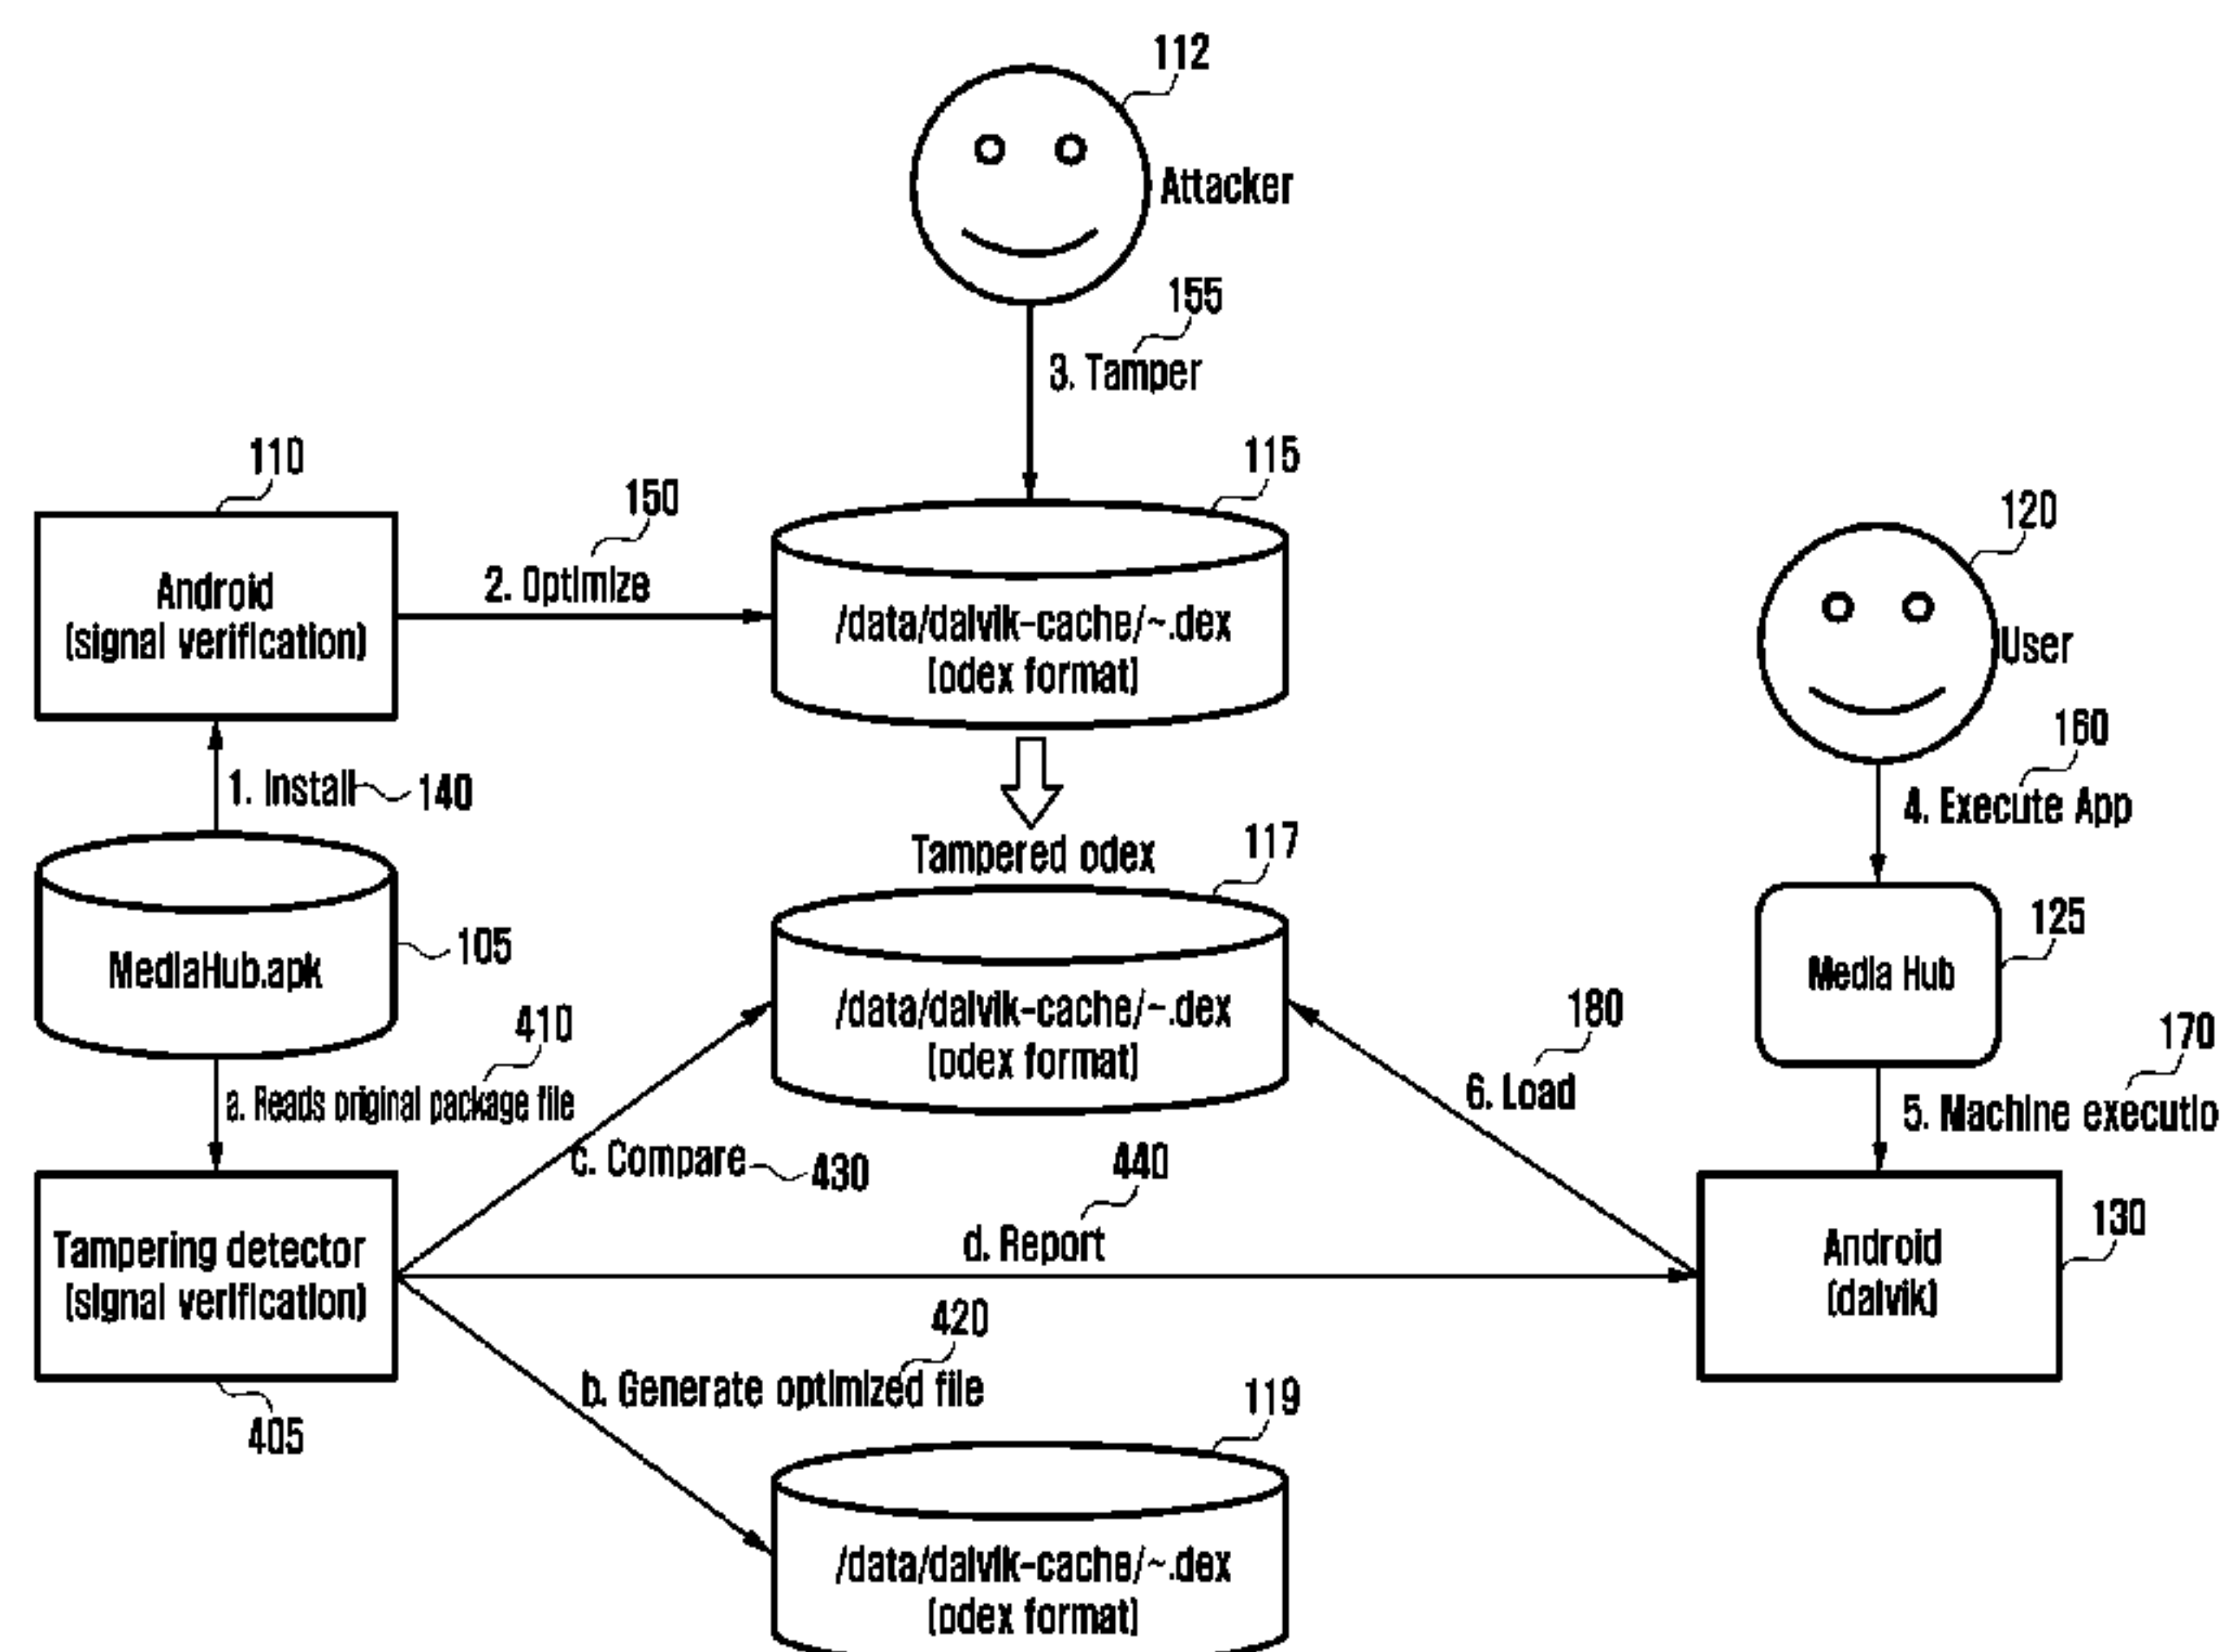 112
Attacker
155
3. Tamper
110
150
115
120
Android
(signal verification)
2. Optimize
/data/dalvik-cache/~.dex
(odex format)
User
160
4. Execute App
1. Install
140
Tampered odex
117
MediaHub.apk
105
/data/dalvik-cache/~.dex
(odex format)
125
Media Hub
410
a. Reads original package file
180
6. Load
170
5. Machine executio
c. Compare
430
440
d. Report
Tampering detector
(signal verification)
405
130
Android
(dalvik)
420
b. Generate optimized file
119
/data/dalvik-cache/~.dex
(odex format)